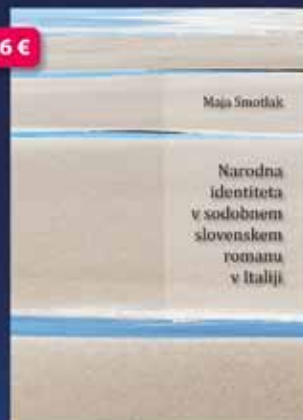 6 €
Maja Smotlak
Narodna
identiteta
v sodobnem
slovenskem
romanu
v Italiji